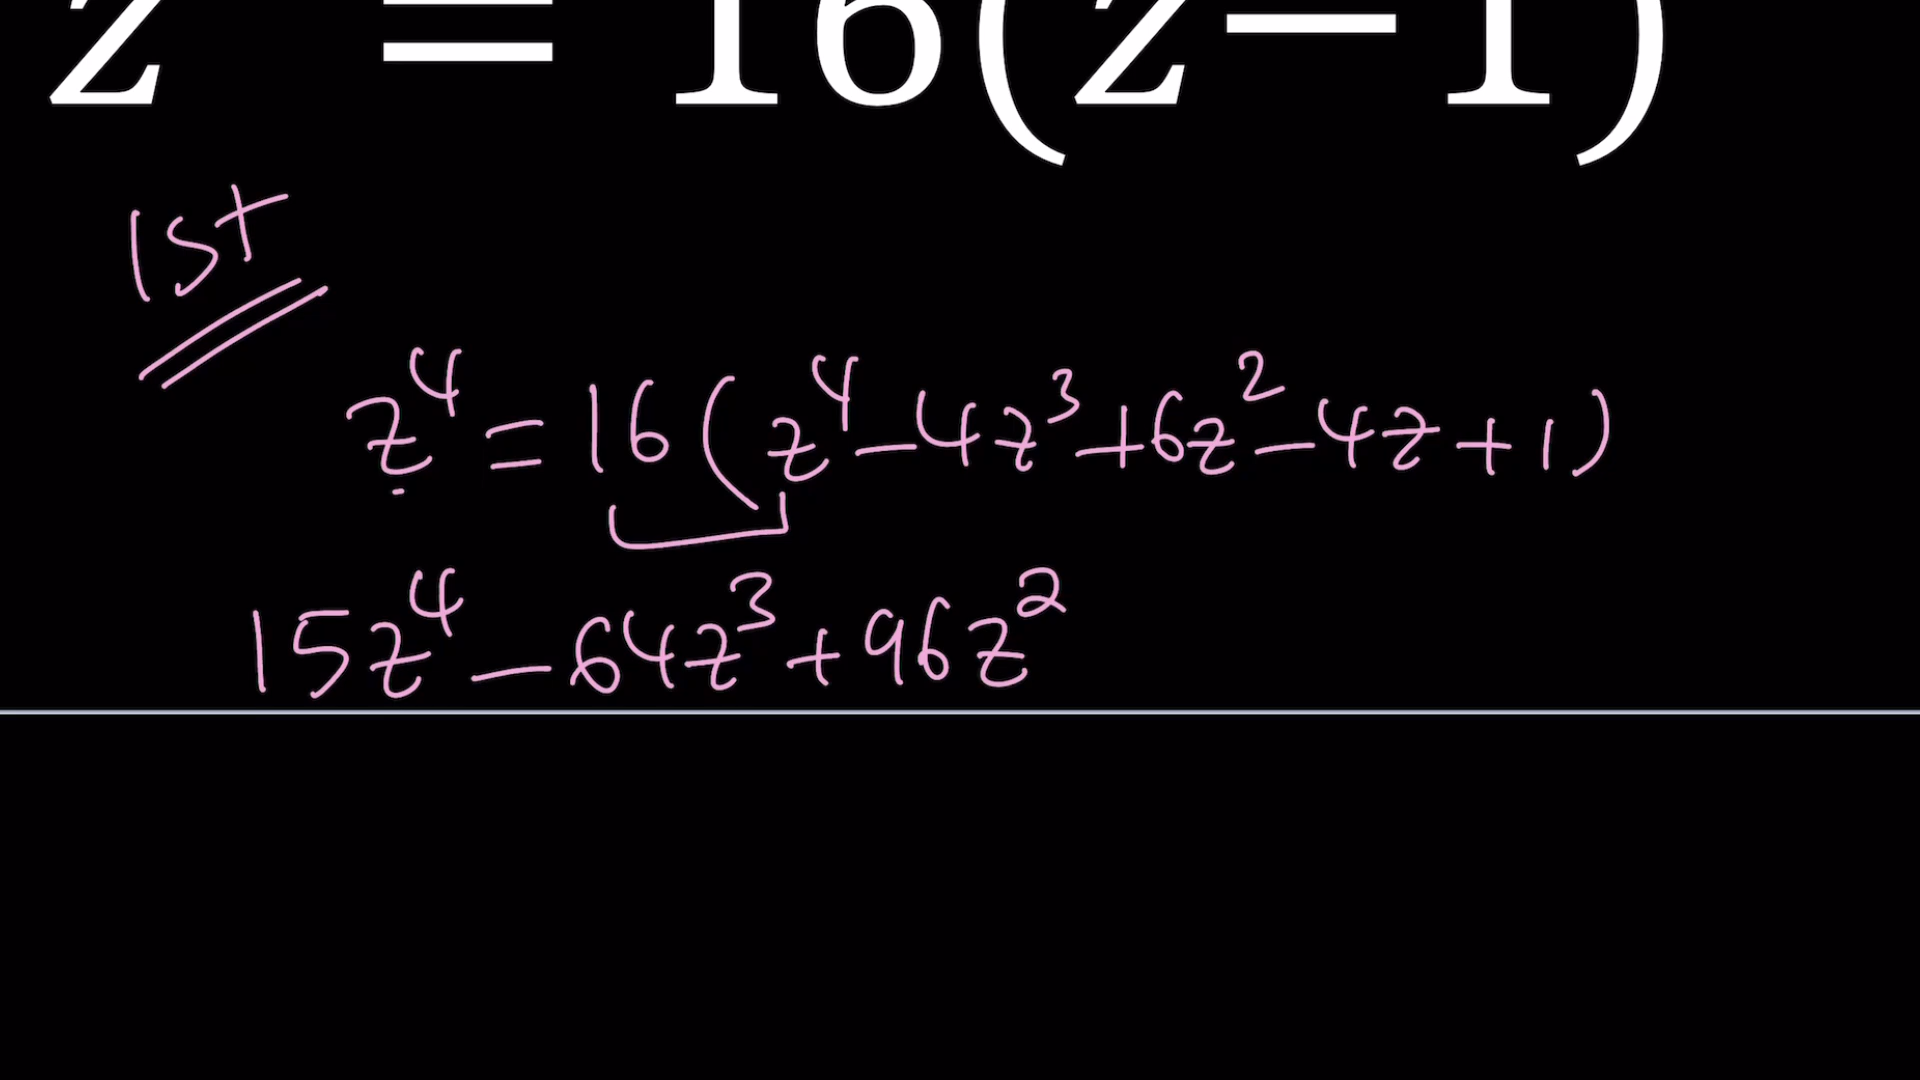 z = 16(z−1)
1st
z⁴ = 16(z⁴−4z³+6z²−4z+1)
15z⁴−64z³+96z²